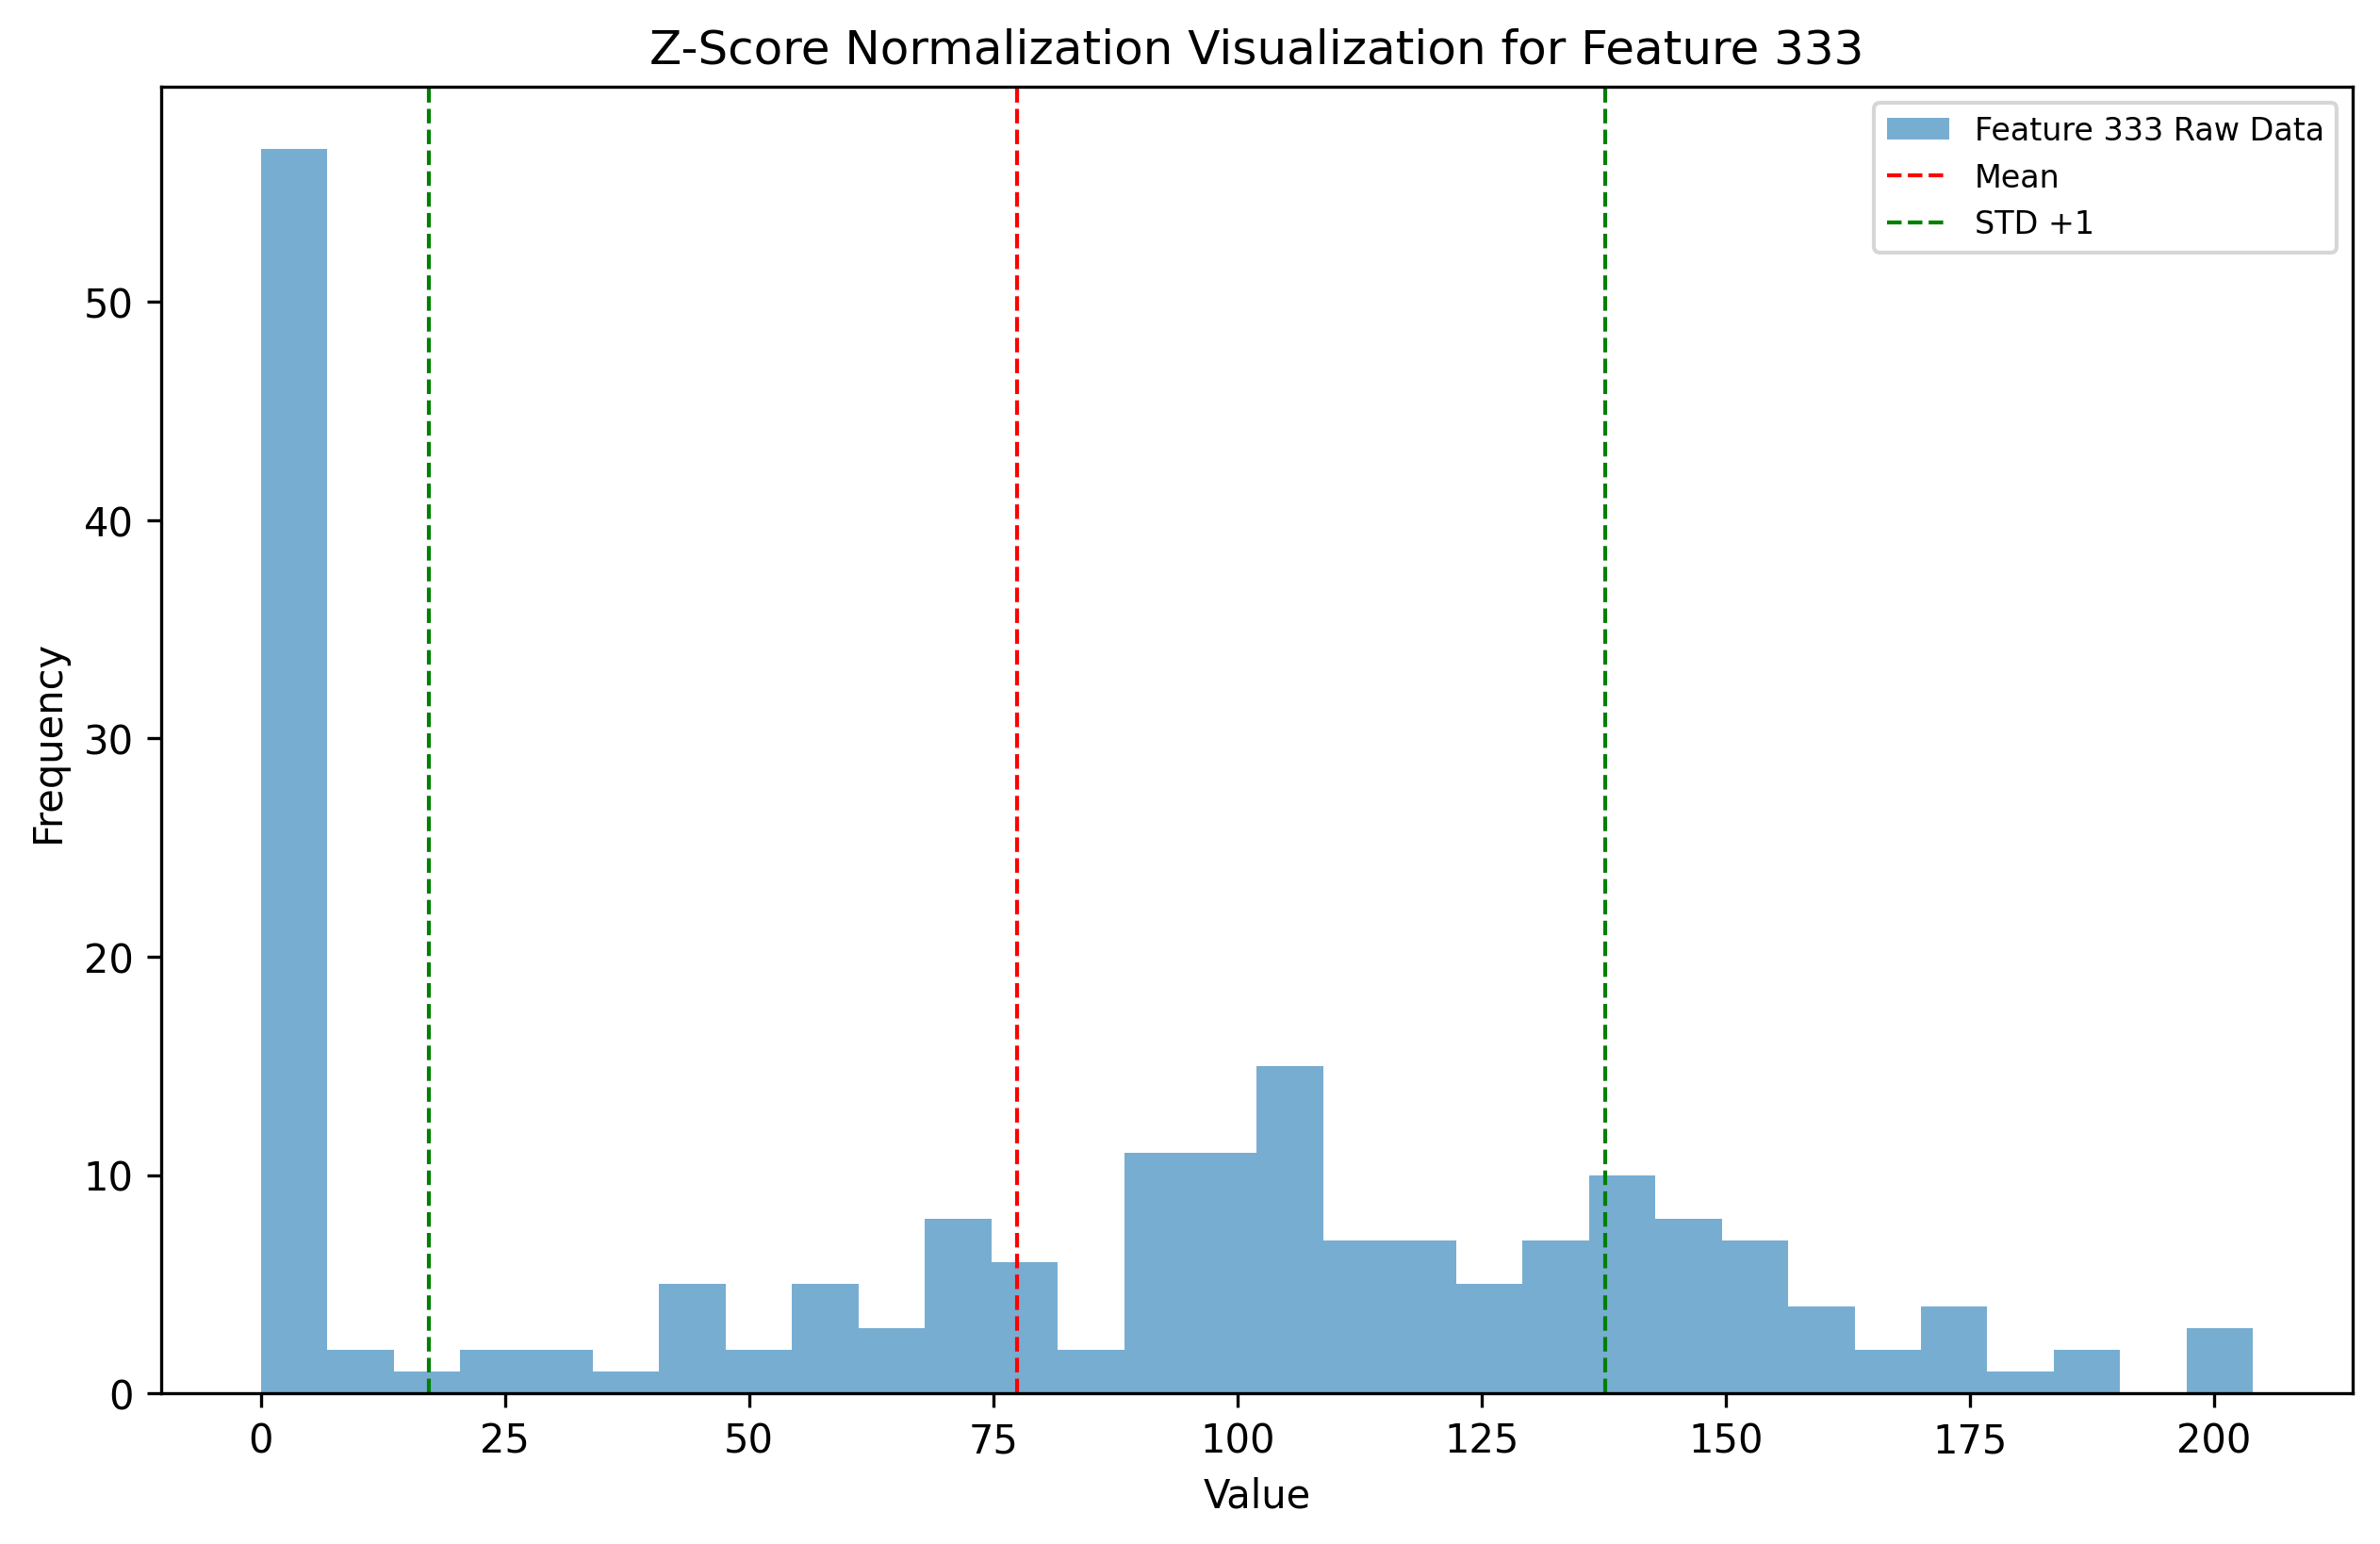 Z-Score Normalization Visualization for Feature 333
Feature 333 Raw Data
Mean
STD +1
50
40
30
20
10
0
Frequency
0 25 50 75 100 125 150 175 200
Value